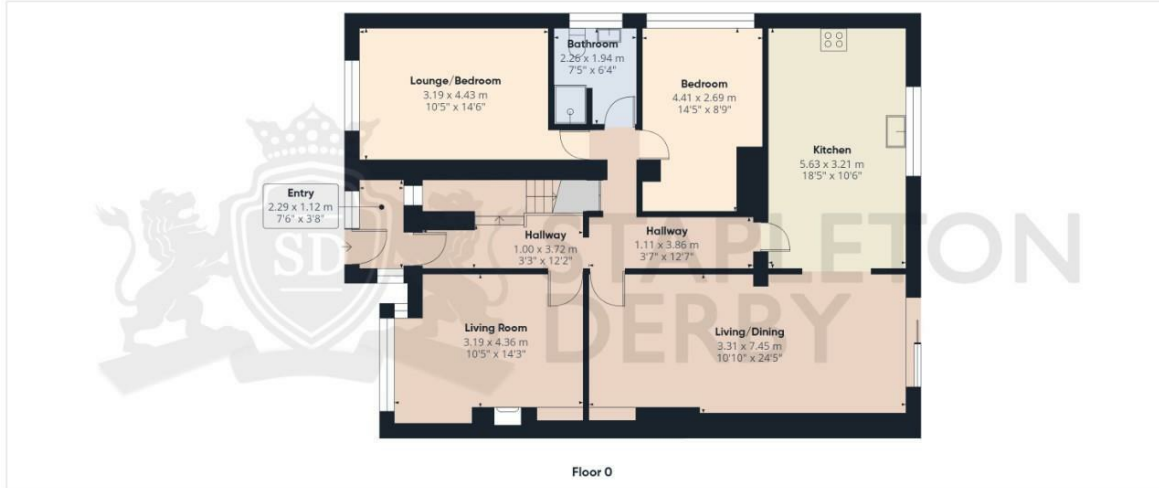 Bathroom
2.26 x 1.94 m
7'5" x 6'4"
Lounge/Bedroom
3.19 x 4.43 m
10'5" x 14'6"
Bedroom
4.41 x 2.69 m
14'5" x 8'9"
Kitchen
5.63 x 3.21 m
18'5" x 10'6"
Entry
2.29 x 1.12 m
7'6" x 3'8"
Hallway
1.00 x 3.72 m
3'3" x 12'2"
Hallway
1.11 x 3.86 m
3'7" x 12'7"
SD
STAPLETON
DERBY
Living Room
3.19 x 4.36 m
10'5" x 14'3"
Living/Dining
3.31 x 7.45 m
10'10" x 24'5"
Floor 0